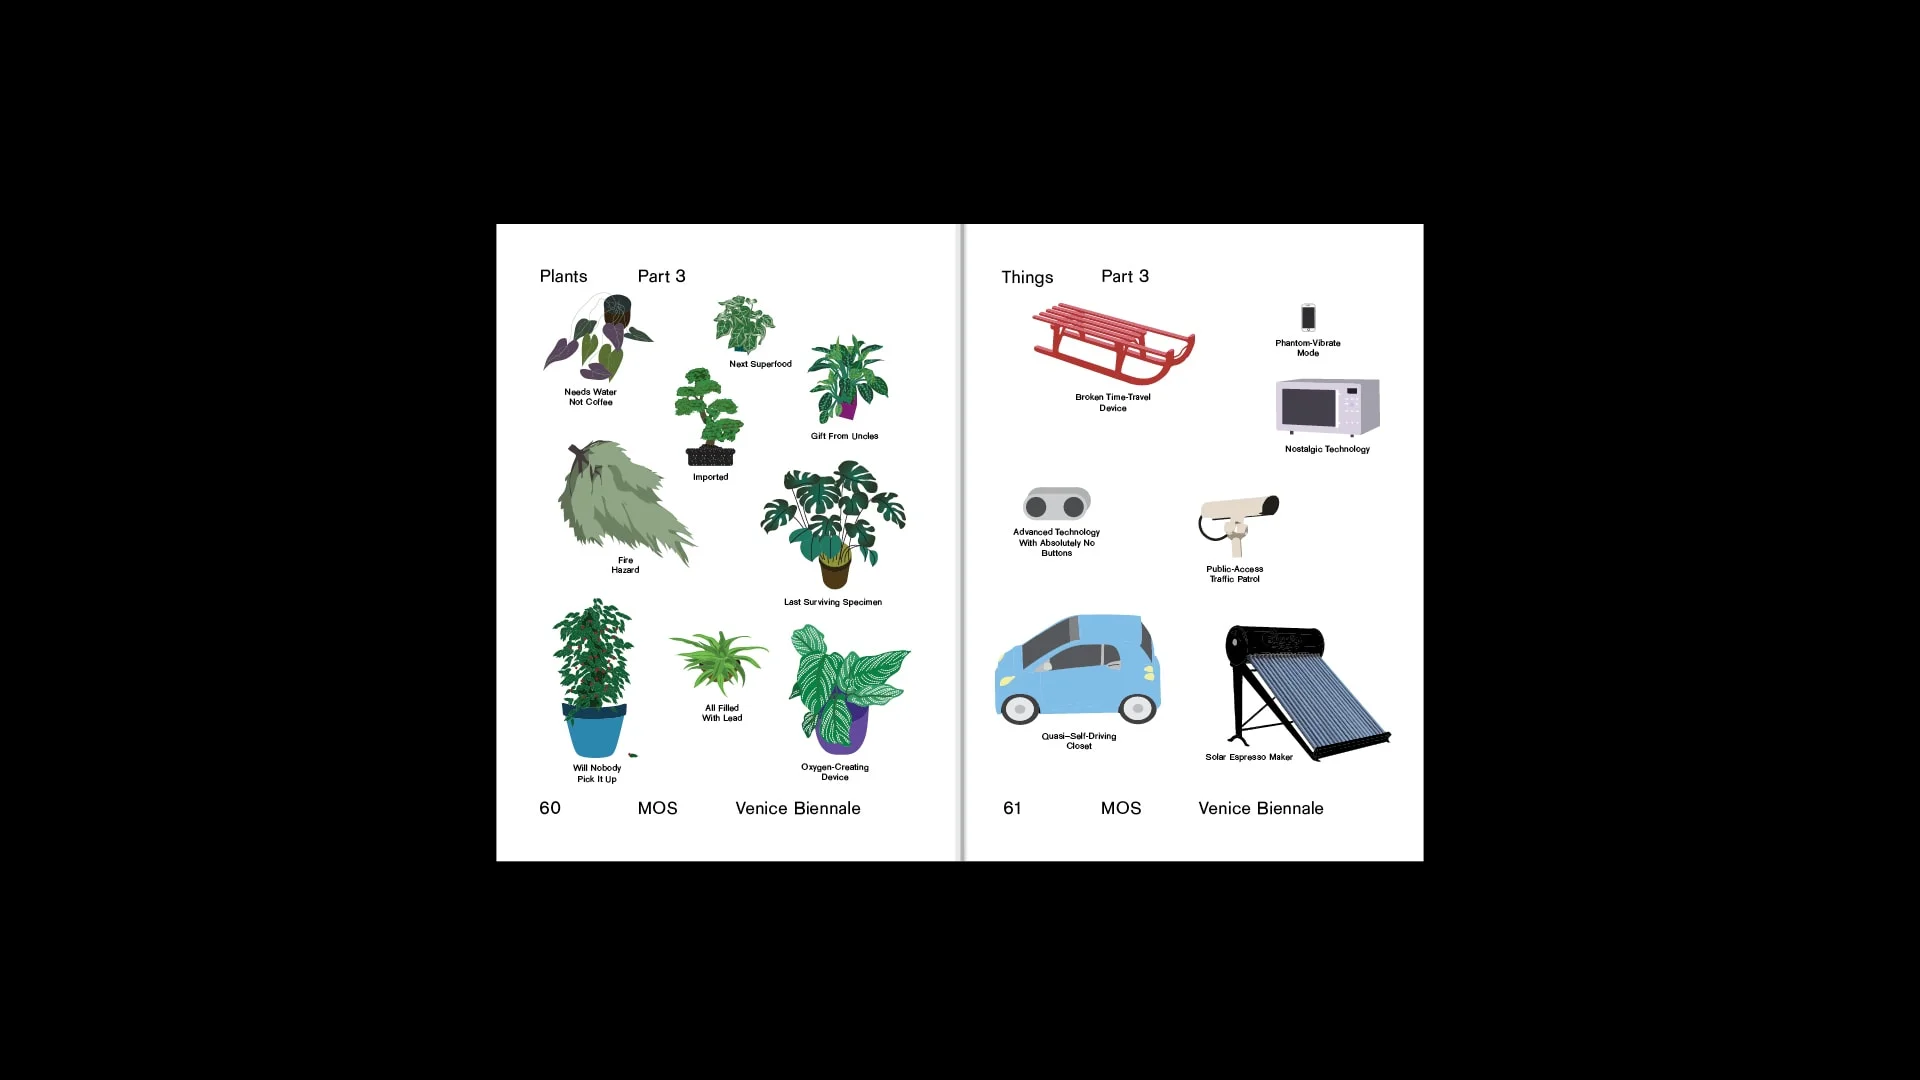 Plants Part 3
Next Superfood
Needs Water
Not Coffee
Gift From Uncles
Imported
Fire
Hazard
Last Surviving Specimen
All Filled
With Lead
Will Nobody
Pick It Up
Oxygen-Creating
Device
60 MOS Venice Biennale
Things Part 3
Phantom-Vibrate
Mode
Broken Time-Travel
Device
Nostalgic Technology
Advanced Technology
With Absolutely No
Buttons
Public-Access
Traffic Patrol
Quasi–Self-Driving
Closet
Solar Espresso Maker
61 MOS Venice Biennale